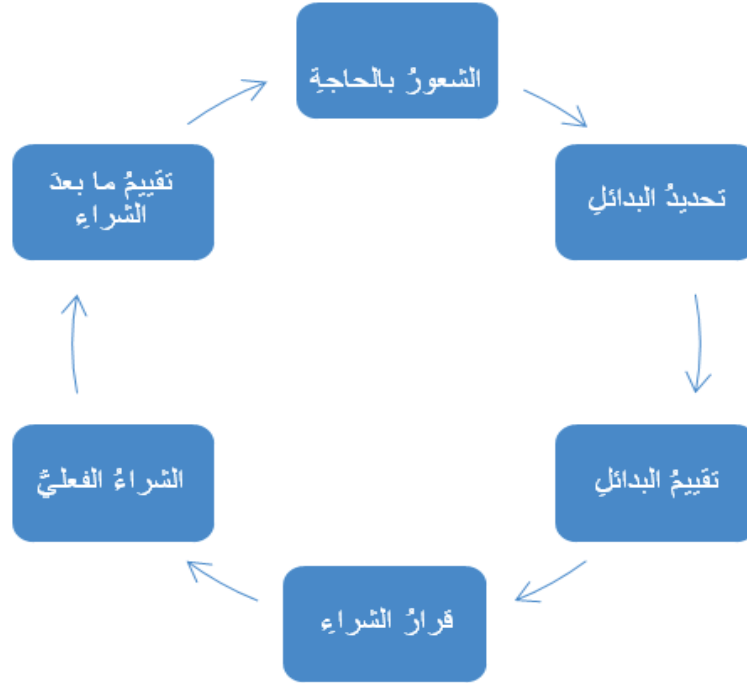 الشعورُ بالحاجةِ
تحديدُ البدائلِ
تقييمُ البدائلِ
قرارُ الشراءِ
الشراءُ الفعليُّ
تقييمُ ما بعدَ
الشراءِ